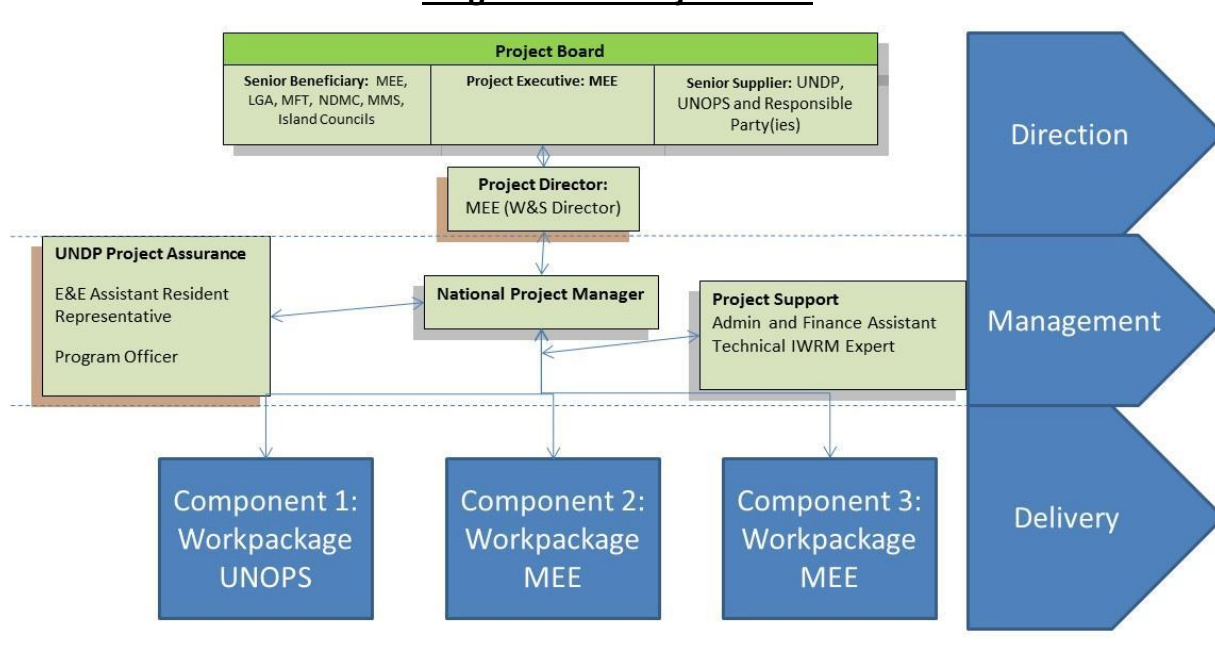 Project Board
Senior Beneficiary: MEE,
LGA, MFT, NDMC, MMS,
Island Councils
Project Executive: MEE
Senior Supplier: UNDP,
UNOPS and Responsible
Party(ies)
Direction
Project Director:
MEE (W&S Director)
UNDP Project Assurance
E&E Assistant Resident
Representative
Program Officer
National Project Manager
Project Support
Admin and Finance Assistant
Technical IWRM Expert
Management
Component 1:
Workpackage
UNOPS
Component 2:
Workpackage
MEE
Component 3:
Workpackage
MEE
Delivery